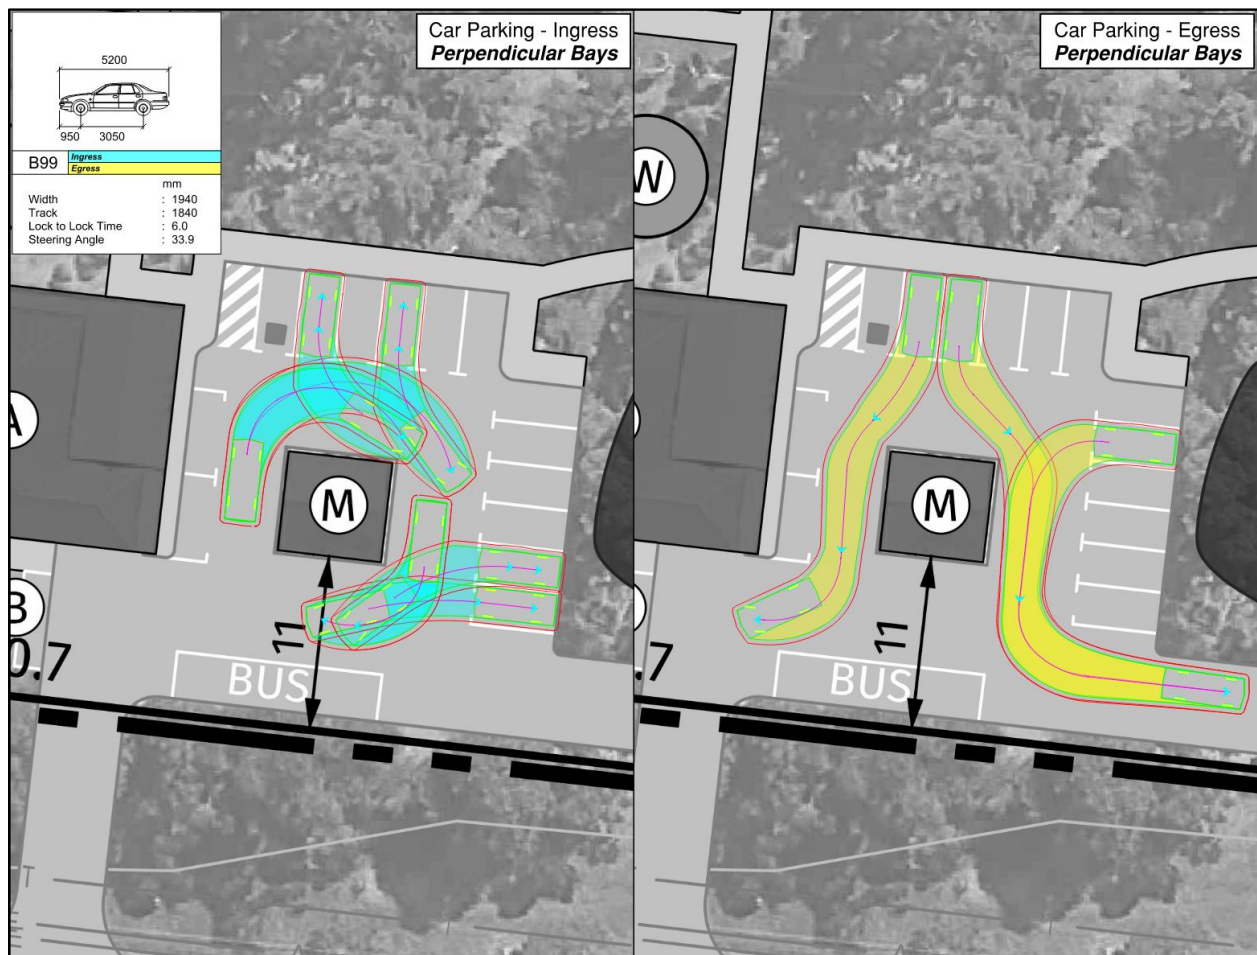 Car Parking - Ingress
Perpendicular Bays
Car Parking - Egress
Perpendicular Bays
5200
950 3050
B99 Ingress
Egress
mm
Width : 1940
Track : 1840
Lock to Lock Time : 6.0
Steering Angle : 33.9
W
A
M
M
B
0.7
11
BUS
7
11
BUS